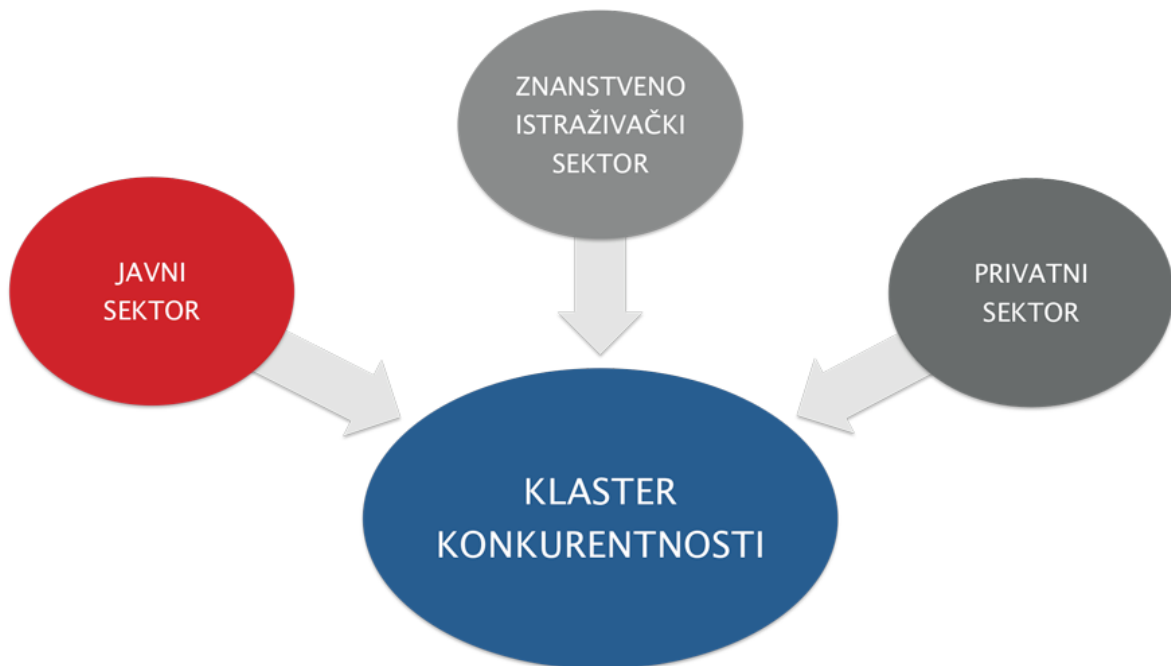 ZNANSTVENO
ISTRAŽIVAČKI
SEKTOR
JAVNI
SEKTOR
PRIVATNI
SEKTOR
KLASTER
KONKURENTNOSTI